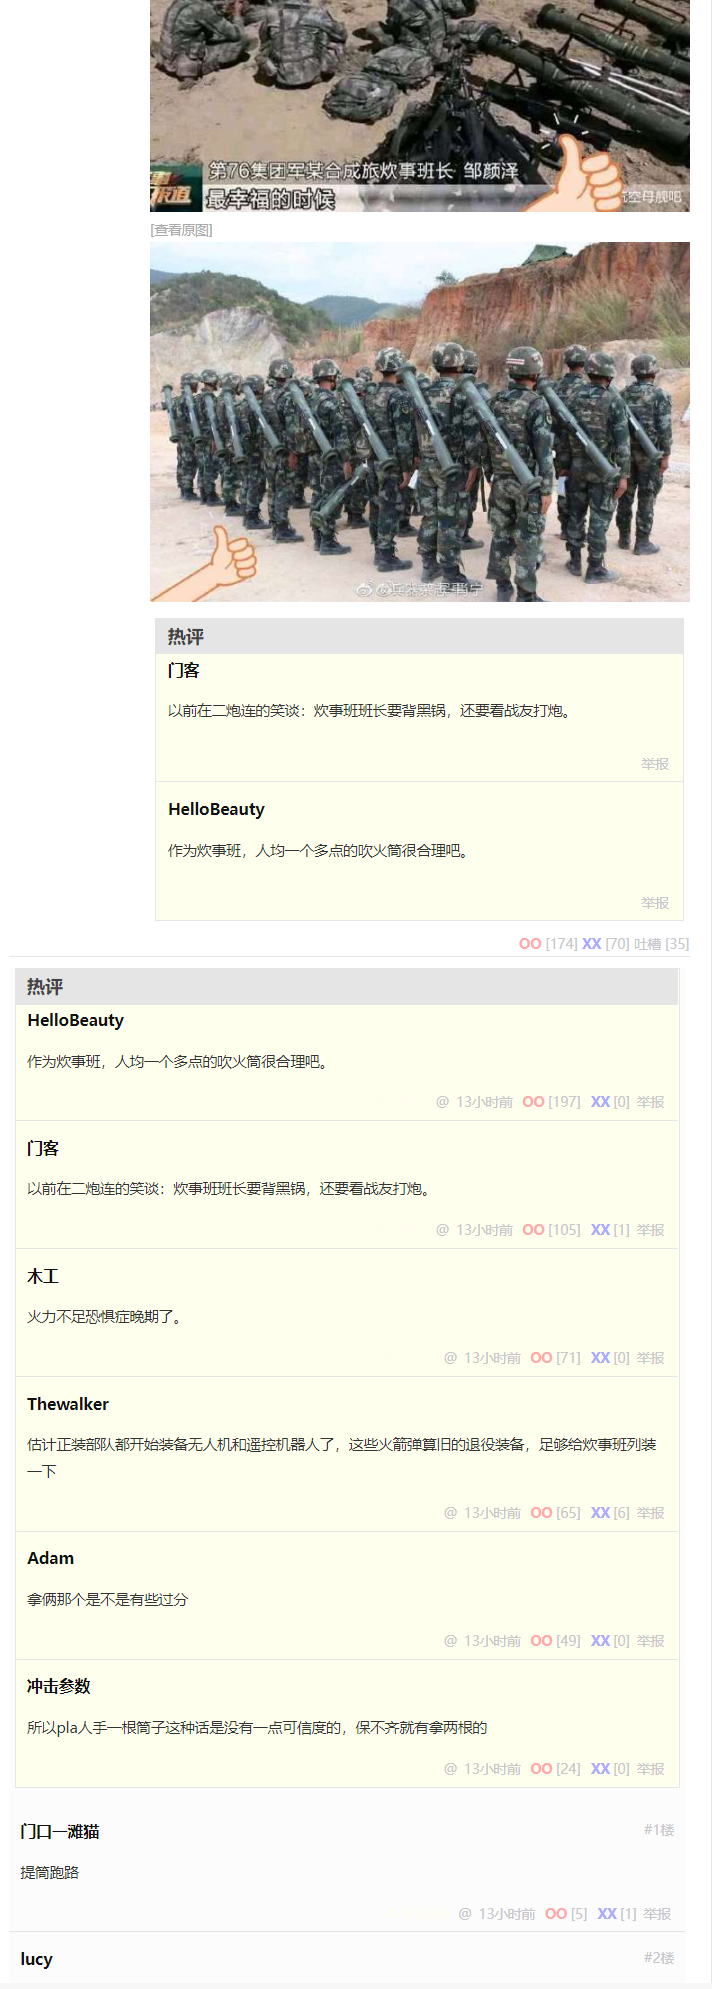 第76集团军某合成旅炊事班长 邹颜泽
最幸福的时候
[查看原图]
热评
门客
以前在二炮连的笑谈：炊事班班长要背黑锅，还要看战友打炮。
举报
HelloBeauty
作为炊事班，人均一个多点的吹火筒很合理吧。
举报
OO [174] XX [70] 吐槽 [35]
热评
HelloBeauty
作为炊事班，人均一个多点的吹火筒很合理吧。
@ 13小时前 OO [197] XX [0] 举报
门客
以前在二炮连的笑谈：炊事班班长要背黑锅，还要看战友打炮。
@ 13小时前 OO [105] XX [1] 举报
木工
火力不足恐惧症晚期了。
@ 13小时前 OO [71] XX [0] 举报
Thewalker
估计正装部队都开始装备无人机和遥控机器人了，这些火箭弹算旧的退役装备，足够给炊事班列装
一下
@ 13小时前 OO [65] XX [6] 举报
Adam
拿俩那个是不是有些过分
@ 13小时前 OO [49] XX [0] 举报
冲击参数
所以pla人手一根筒子这种话是没有一点可信度的，保不齐就有拿两根的
@ 13小时前 OO [24] XX [0] 举报
门口一滩猫 #1楼
提筒跑路
@ 13小时前 OO [5] XX [1] 举报
lucy #2楼